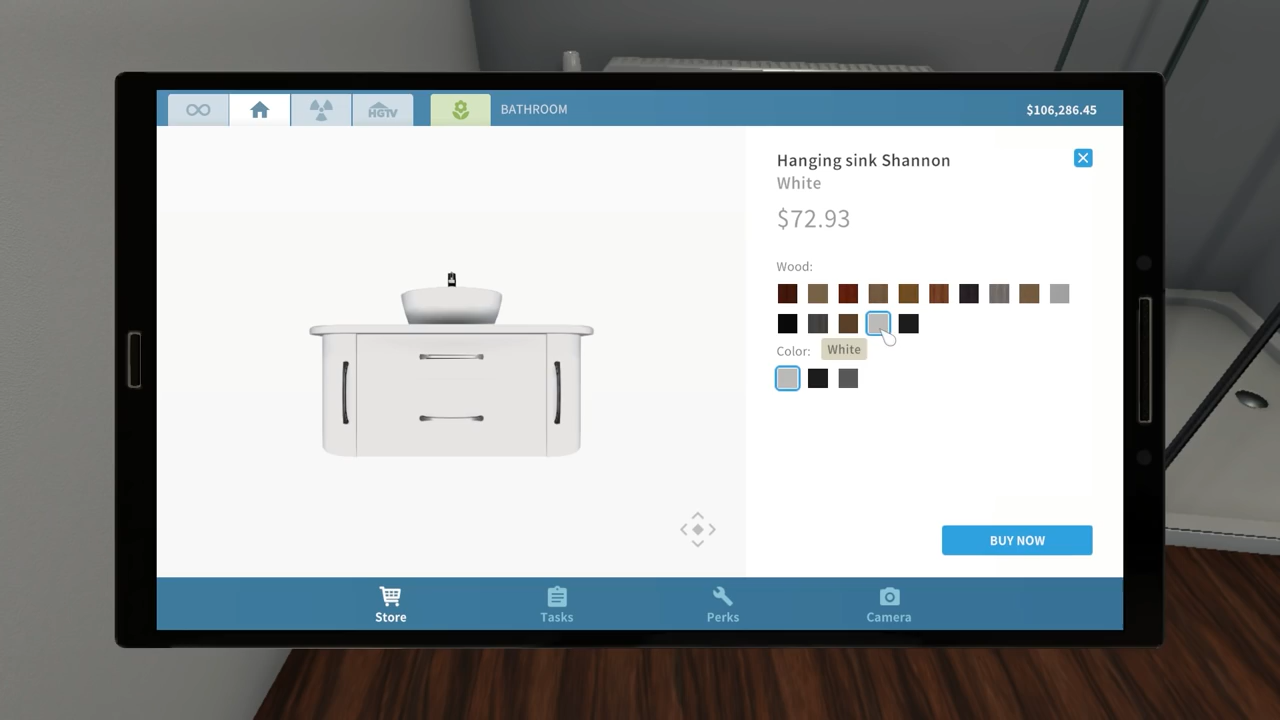 HGTV
BATHROOM
$106,286.45
Hanging sink Shannon
White
$72.93
Wood:
Color:
White
BUY NOW
Store
Tasks
Perks
Camera